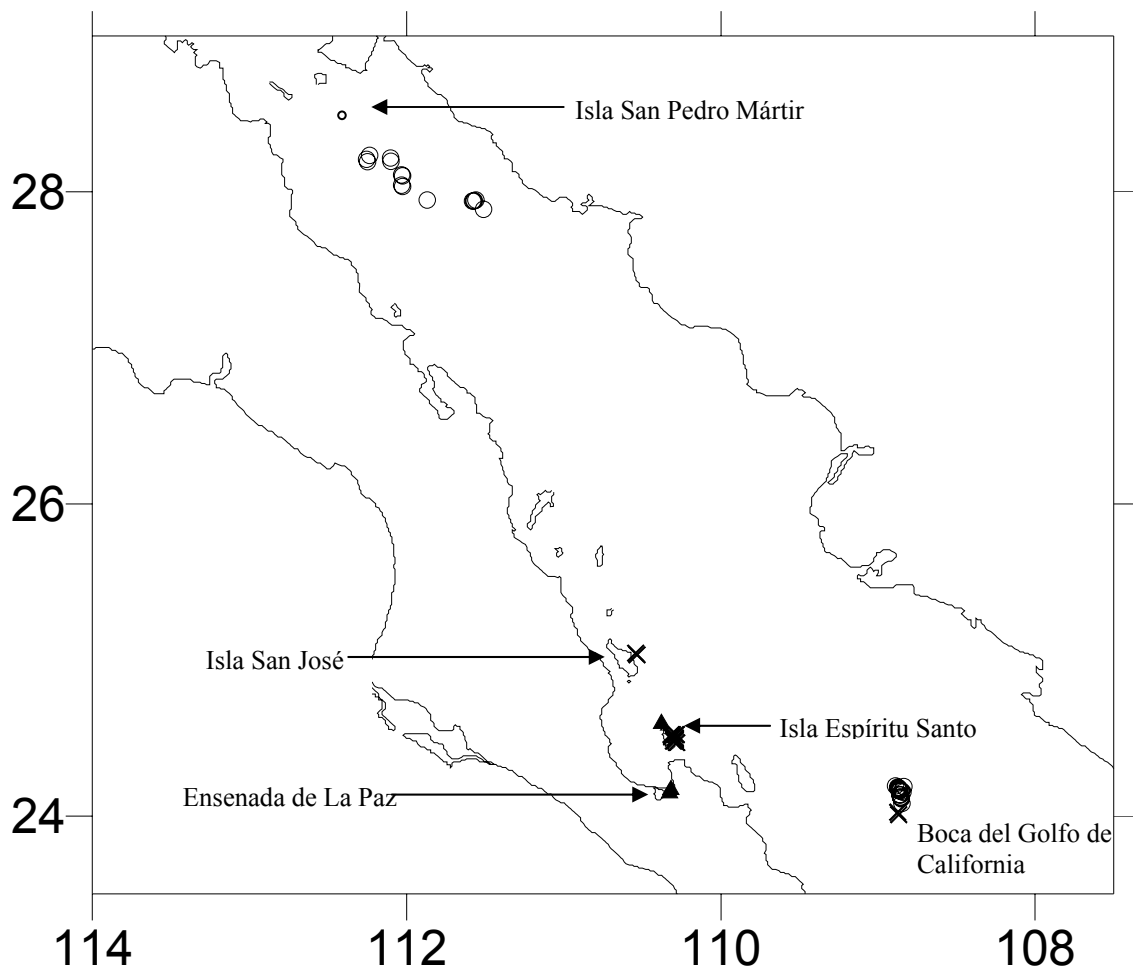 Isla San Pedro Mártir
28
26
Isla San José
Isla Espíritu Santo
Ensenada de La Paz
24
Boca del Golfo de
California
114
112
110
108